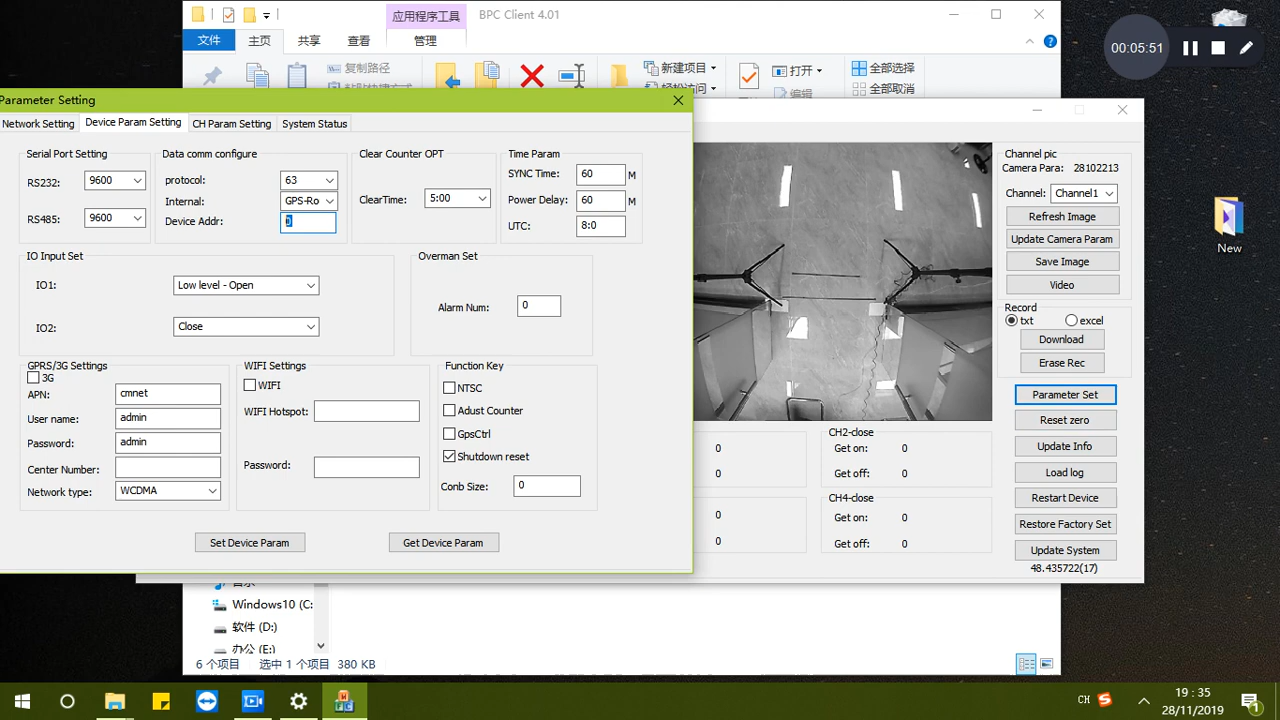 应用程序工具
BPC Client 4.01
文件
主页
共享
查看
管理
复制路径
新建项目
打开
全部选择
轻松访问
编辑
全部取消
00:05:51
Parameter Setting
Network Setting
Device Param Setting
CH Param Setting
System Status
Serial Port Setting
RS232:
9600
RS485:
9600
Data comm configure
protocol:
63
Internal:
GPS-Ro
Device Addr:
0
Clear Counter OPT
ClearTime:
5:00
Time Param
SYNC Time:
60
M
Power Delay:
60
M
UTC:
8:0
IO Input Set
IO1:
Low level - Open
IO2:
Close
Overman Set
Alarm Num:
0
GPRS/3G Settings
3G
APN:
cmnet
User name:
admin
Password:
admin
Center Number:
Network type:
WCDMA
WIFI Settings
WIFI
WIFI Hotspot:
Password:
Function Key
NTSC
Adust Counter
GpsCtrl
Shutdown reset
Conb Size:
0
Set Device Param
Get Device Param
Channel pic
Camera Para:
28102213
Channel:
Channel1
Refresh Image
Update Camera Param
Save Image
Video
Record
txt
excel
Download
Erase Rec
Parameter Set
Reset zero
Update Info
Load log
Restart Device
Restore Factory Set
Update System
48.435722(17)
0
0
0
0
CH2-close
Get on:
0
Get off:
0
CH4-close
Get on:
0
Get off:
0
New
Windows10 (C:
软件 (D:)
办公 (E:)
6 个项目
选中 1 个项目
380 KB
CH
19 : 35
28/11/2019
1